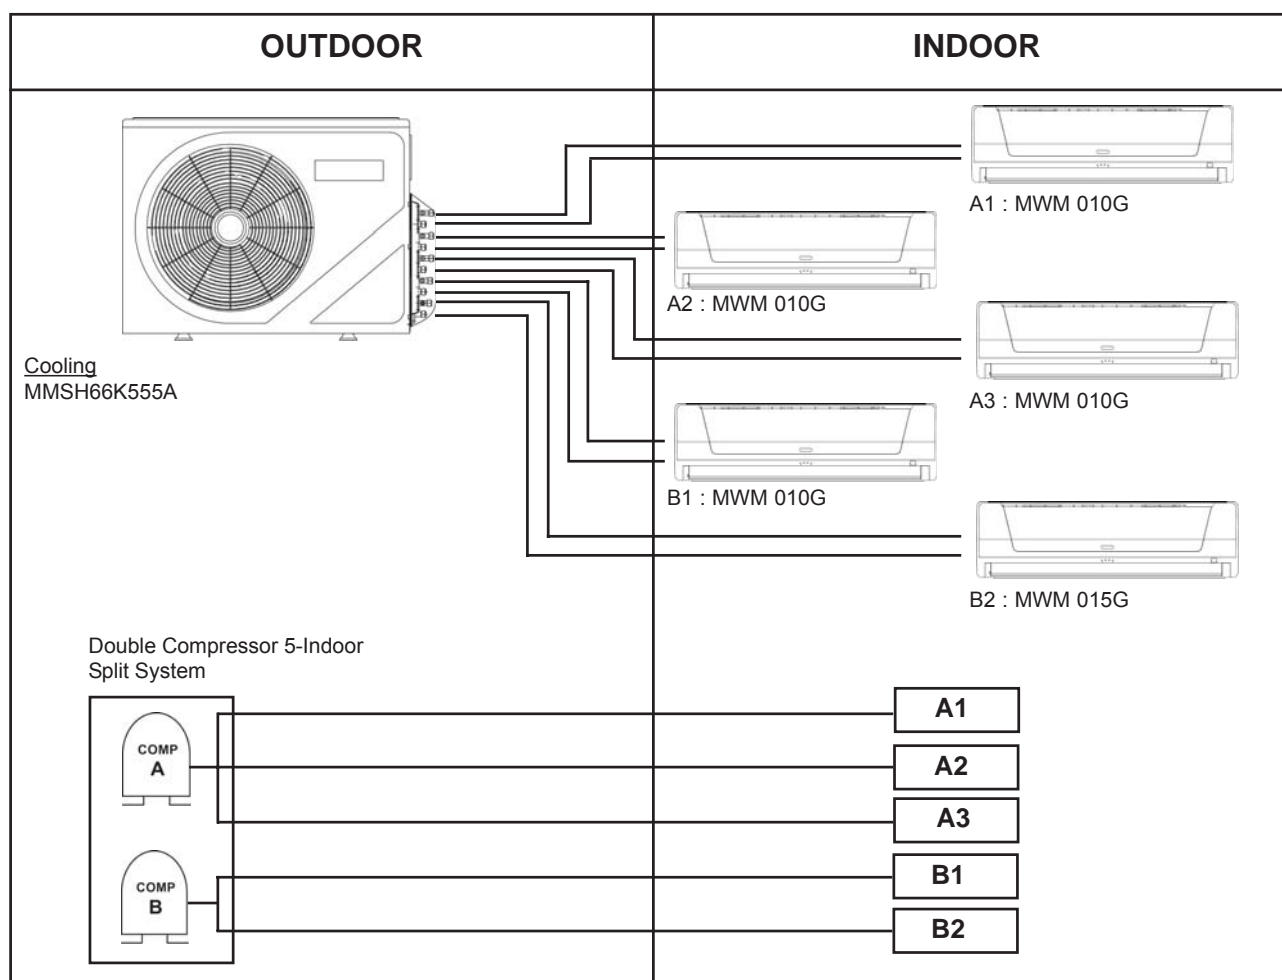 OUTDOOR
INDOOR
A1 : MWM 010G
A2 : MWM 010G
Cooling
MMSH66K555A
A3 : MWM 010G
B1 : MWM 010G
B2 : MWM 015G
Double Compressor 5-Indoor
Split System
COMP
A
A1
A2
A3
COMP
B
B1
B2